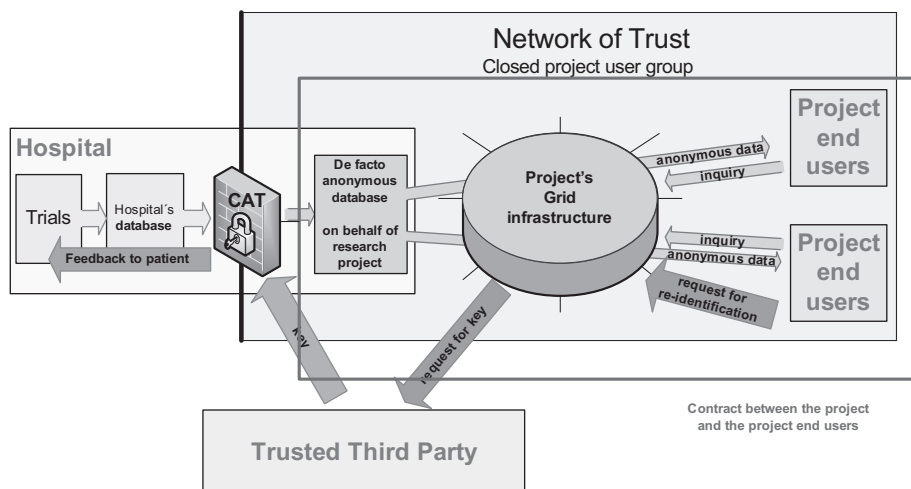 Network of Trust
Closed project user group
Hospital
Trials
Hospital´s
database
CAT
Feedback to patient
De facto
anonymous
database
on behalf of
research
project
Project's
Grid
infrastructure
anonymous data
inquiry
Project
end
users
inquiry
anonymous data
request for
re-identification
Project
end
users
key
request for key
Trusted Third Party
Contract between the project
and the project end users